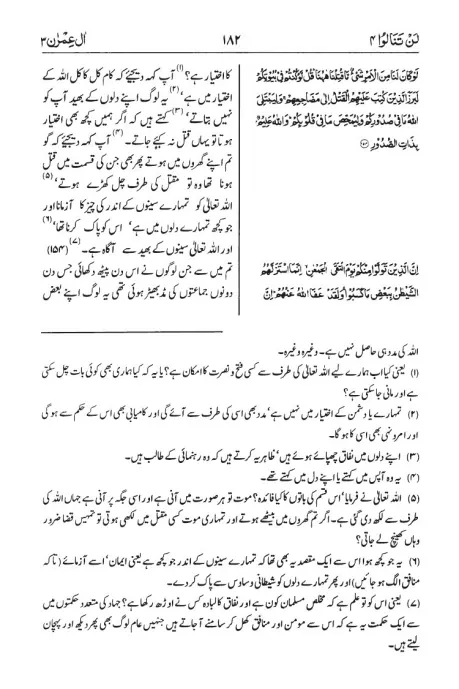 لَنْ تَنَالُوا ۴
۱۸۲
اٰلِ عِمْرٰن ۳
لَوْكَانَ لَنَا مِنَ الْاَمْرِ شَیْءٌ مَّا قُتِلْنَا هٰهُنَا قُلْ لَّوْكُنْتُمْ فِیْ بُیُوْتِكُمْ
لَبَرَزَ الَّذِیْنَ كُتِبَ عَلَیْهِمُ الْقَتْلُ اِلٰی مَضَاجِعِهِمْ وَلِیَبْتَلِیَ
اللهُ مَا فِیْ صُدُوْرِكُمْ وَلِیُمَحِّصَ مَا فِیْ قُلُوْبِكُمْ وَاللهُ عَلِیْمٌۢ
بِذَاتِ الصُّدُوْرِ
اِنَّ الَّذِیْنَ تَوَلَّوْا مِنْكُمْ یَوْمَ الْتَقَی الْجَمْعٰنِ اِنَّمَا اسْتَزَلَّهُمُ
الشَّیْطٰنُ بِبَعْضِ مَا كَسَبُوْا وَلَقَدْ عَفَا اللهُ عَنْهُمْ اِنَّ
کا اختیار ہے؟ (۱) آپ کہہ دیجئے کہ کام کل کا کل اللہ کے
اختیار میں ہے، (۲) یہ لوگ اپنے دلوں کے بھید آپ کو
نہیں بتاتے، (۳) کہتے ہیں کہ اگر ہمیں کچھ بھی اختیار
ہوتا تو یہاں قتل نہ کیے جاتے۔ (۴) آپ کہہ دیجئے کہ گو
تم اپنے گھروں میں ہوتے پھر بھی جن کی قسمت میں قتل
ہونا تھا وہ تو مقتل کی طرف چل کھڑے ہوتے، (۵)
اللہ تعالیٰ کو تمہارے سینوں کے اندر کی چیز کا آزمانا اور
جو کچھ تمہارے دلوں میں ہے، اس کو پاک کرنا تھا، (۶)
اور اللہ تعالیٰ سینوں کے بھید سے آگاہ ہے۔ (۷) (۱۵۴)
تم میں سے جن لوگوں نے اس دن پیٹھ دکھائی جس دن
دونوں جماعتوں کی مڈبھیڑ ہوئی تھی یہ لوگ اپنے بعض
اللہ کی مدد ہی حاصل نہیں ہے۔ وغیرہ وغیرہ۔
(۱) یعنی کیا اب ہمارے لیے اللہ تعالیٰ کی طرف سے کسی فتح و نصرت کا امکان ہے؟ یا یہ کہ کیا ہماری بھی کوئی بات چل سکتی
ہے اور مانی جا سکتی ہے؟
(۲) تمہارے یا دشمن کے اختیار میں نہیں ہے، مدد بھی اسی کی طرف سے آئے گی اور کامیابی بھی اسی کے حکم سے ہو گی
اور امر و نہی بھی اسی کا ہو گا۔
(۳) اپنے دلوں میں نفاق چھپائے ہوئے ہیں، ظاہر یہ کرتے ہیں کہ وہ رہنمائی کے طالب ہیں۔
(۴) یہ وہ آپس میں کہتے یا اپنے دل میں کہتے تھے۔
(۵) اللہ تعالیٰ نے فرمایا، اس قسم کی باتوں کا کیا فائدہ؟ موت تو ہر صورت میں آنی ہے اور اسی جگہ پر آنی ہے جہاں اللہ کی
طرف سے لکھ دی گئی ہے۔ اگر تم گھروں میں بیٹھے ہوتے اور تمہاری موت کسی مقتل میں لکھی ہوتی تو تمہیں قضا ضرور
وہاں کھینچ لے جاتی؟
(۶) یہ جو کچھ ہوا اس سے ایک مقصد یہ بھی تھا کہ تمہارے سینوں کے اندر جو کچھ ہے یعنی ایمان، اسے آزمائے (تاکہ
منافق الگ ہو جائیں) اور پھر تمہارے دلوں کو شیطانی وساوس سے پاک کر دے۔
(۷) یعنی اس کو تو علم ہے کہ مخلص مسلمان کون ہے اور نفاق کا لبادہ کس نے اوڑھ رکھا ہے؟ جہاد کی متعدد حکمتوں میں
سے ایک حکمت یہ ہے کہ اس سے مومن اور منافق کھل کر سامنے آ جاتے ہیں جنہیں عام لوگ بھی پھر دیکھ اور پہچان
لیتے ہیں۔